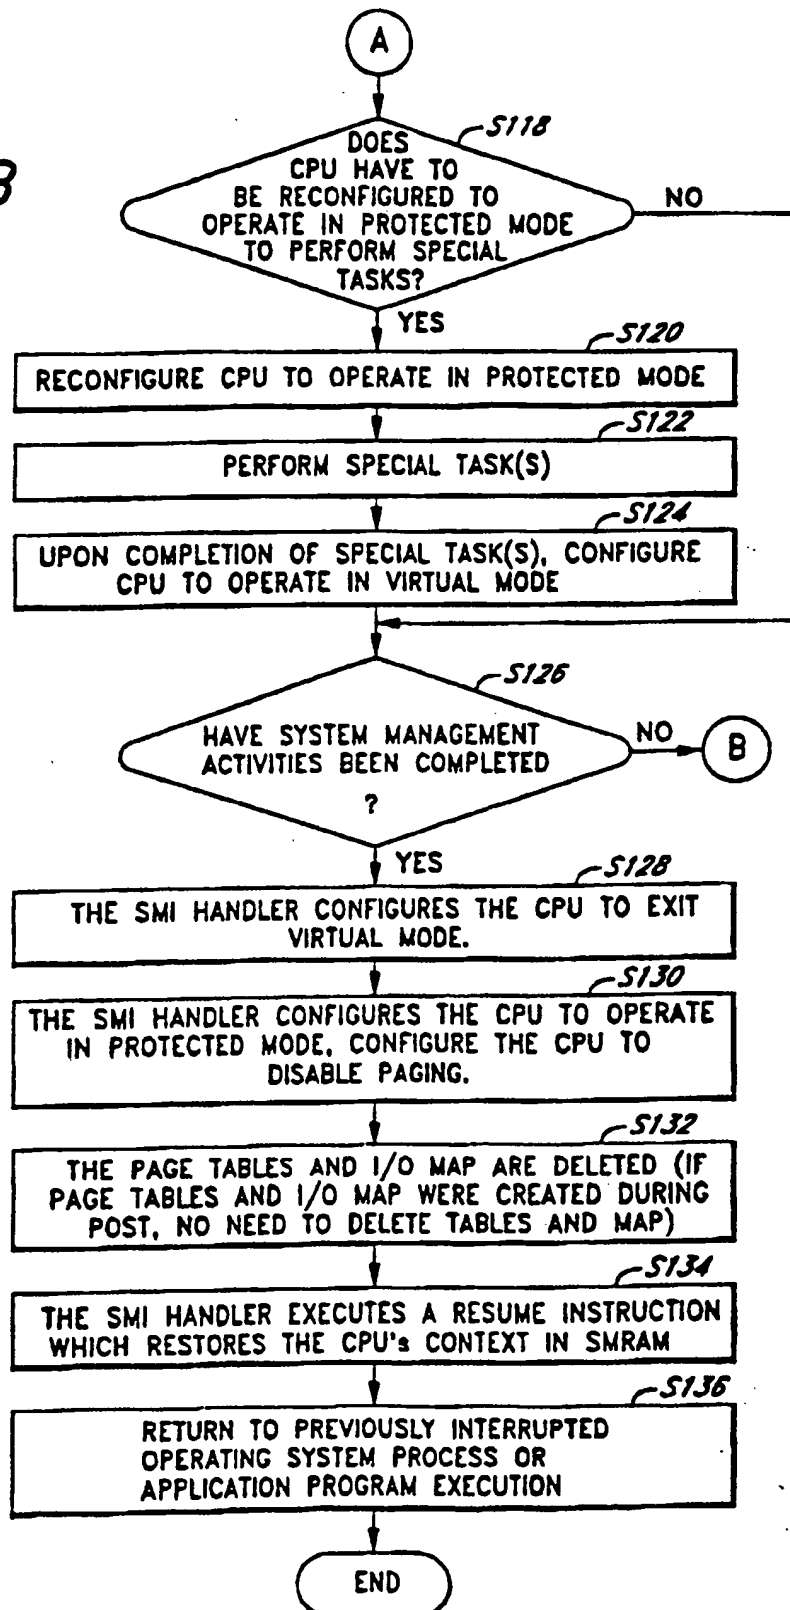 A
S118
B
DOES
CPU HAVE TO
BE RECONFIGURED TO
OPERATE IN PROTECTED MODE
TO PERFORM SPECIAL
TASKS?
NO
YES
S120
RECONFIGURE CPU TO OPERATE IN PROTECTED MODE
S122
PERFORM SPECIAL TASK(S)
S124
UPON COMPLETION OF SPECIAL TASK(S), CONFIGURE
CPU TO OPERATE IN VIRTUAL MODE
S126
HAVE SYSTEM MANAGEMENT
ACTIVITIES BEEN COMPLETED
?
NO
B
YES
S128
THE SMI HANDLER CONFIGURES THE CPU TO EXIT
VIRTUAL MODE.
S130
THE SMI HANDLER CONFIGURES THE CPU TO OPERATE
IN PROTECTED MODE, CONFIGURE THE CPU TO
DISABLE PAGING.
S132
THE PAGE TABLES AND I/O MAP ARE DELETED (IF
PAGE TABLES AND I/O MAP WERE CREATED DURING
POST, NO NEED TO DELETE TABLES AND MAP)
S134
THE SMI HANDLER EXECUTES A RESUME INSTRUCTION
WHICH RESTORES THE CPU's CONTEXT IN SMRAM
S136
RETURN TO PREVIOUSLY INTERRUPTED
OPERATING SYSTEM PROCESS OR
APPLICATION PROGRAM EXECUTION
END